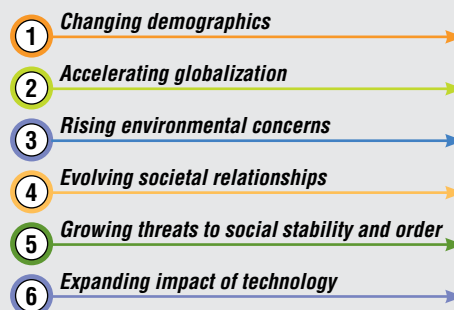 1 Changing demographics
2 Accelerating globalization
3 Rising environmental concerns
4 Evolving societal relationships
5 Growing threats to social stability and order
6 Expanding impact of technology